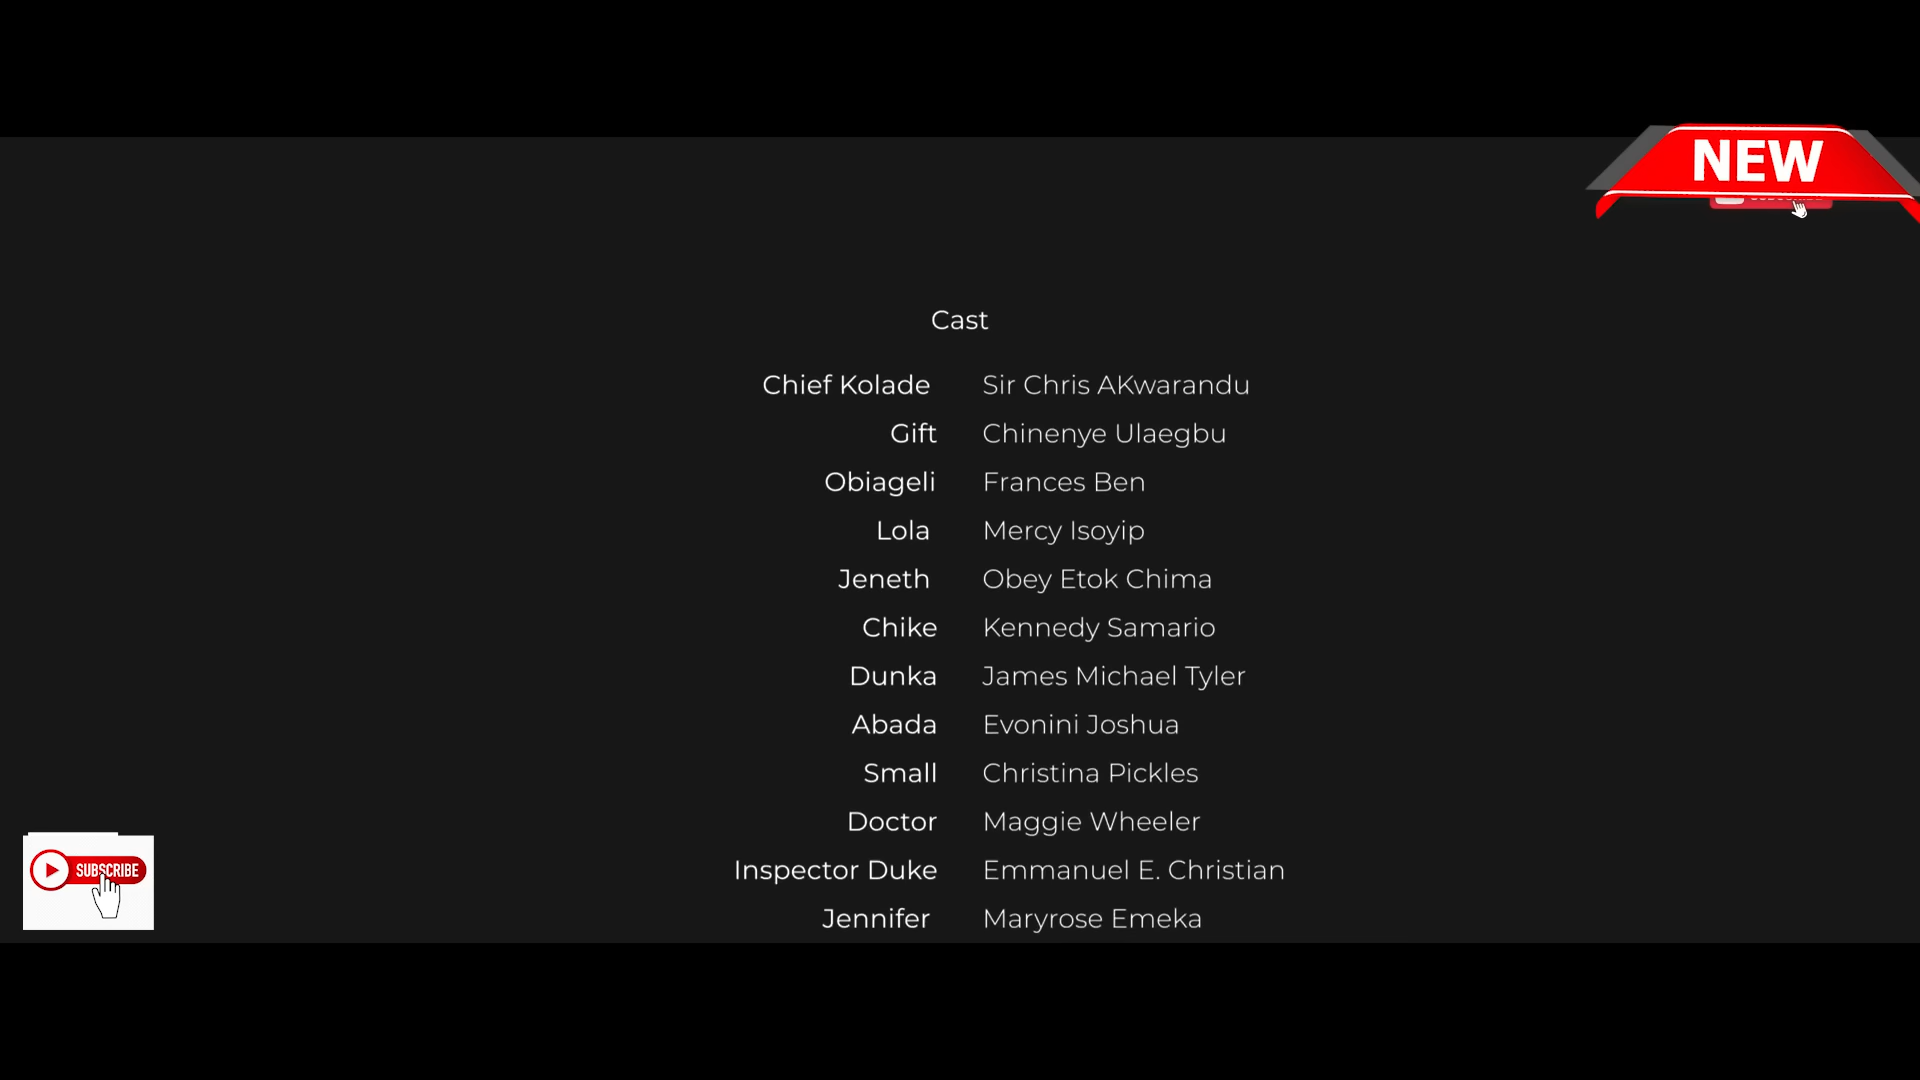 NEW
Cast
Chief Kolade Sir Chris AKwarandu
Gift Chinenye Ulaegbu
Obiageli Frances Ben
Lola Mercy Isoyip
Jeneth Obey Etok Chima
Chike Kennedy Samario
Dunka James Michael Tyler
Abada Evonini Joshua
Small Christina Pickles
Doctor Maggie Wheeler
Inspector Duke Emmanuel E. Christian
Jennifer Maryrose Emeka
SUBSCRIBE